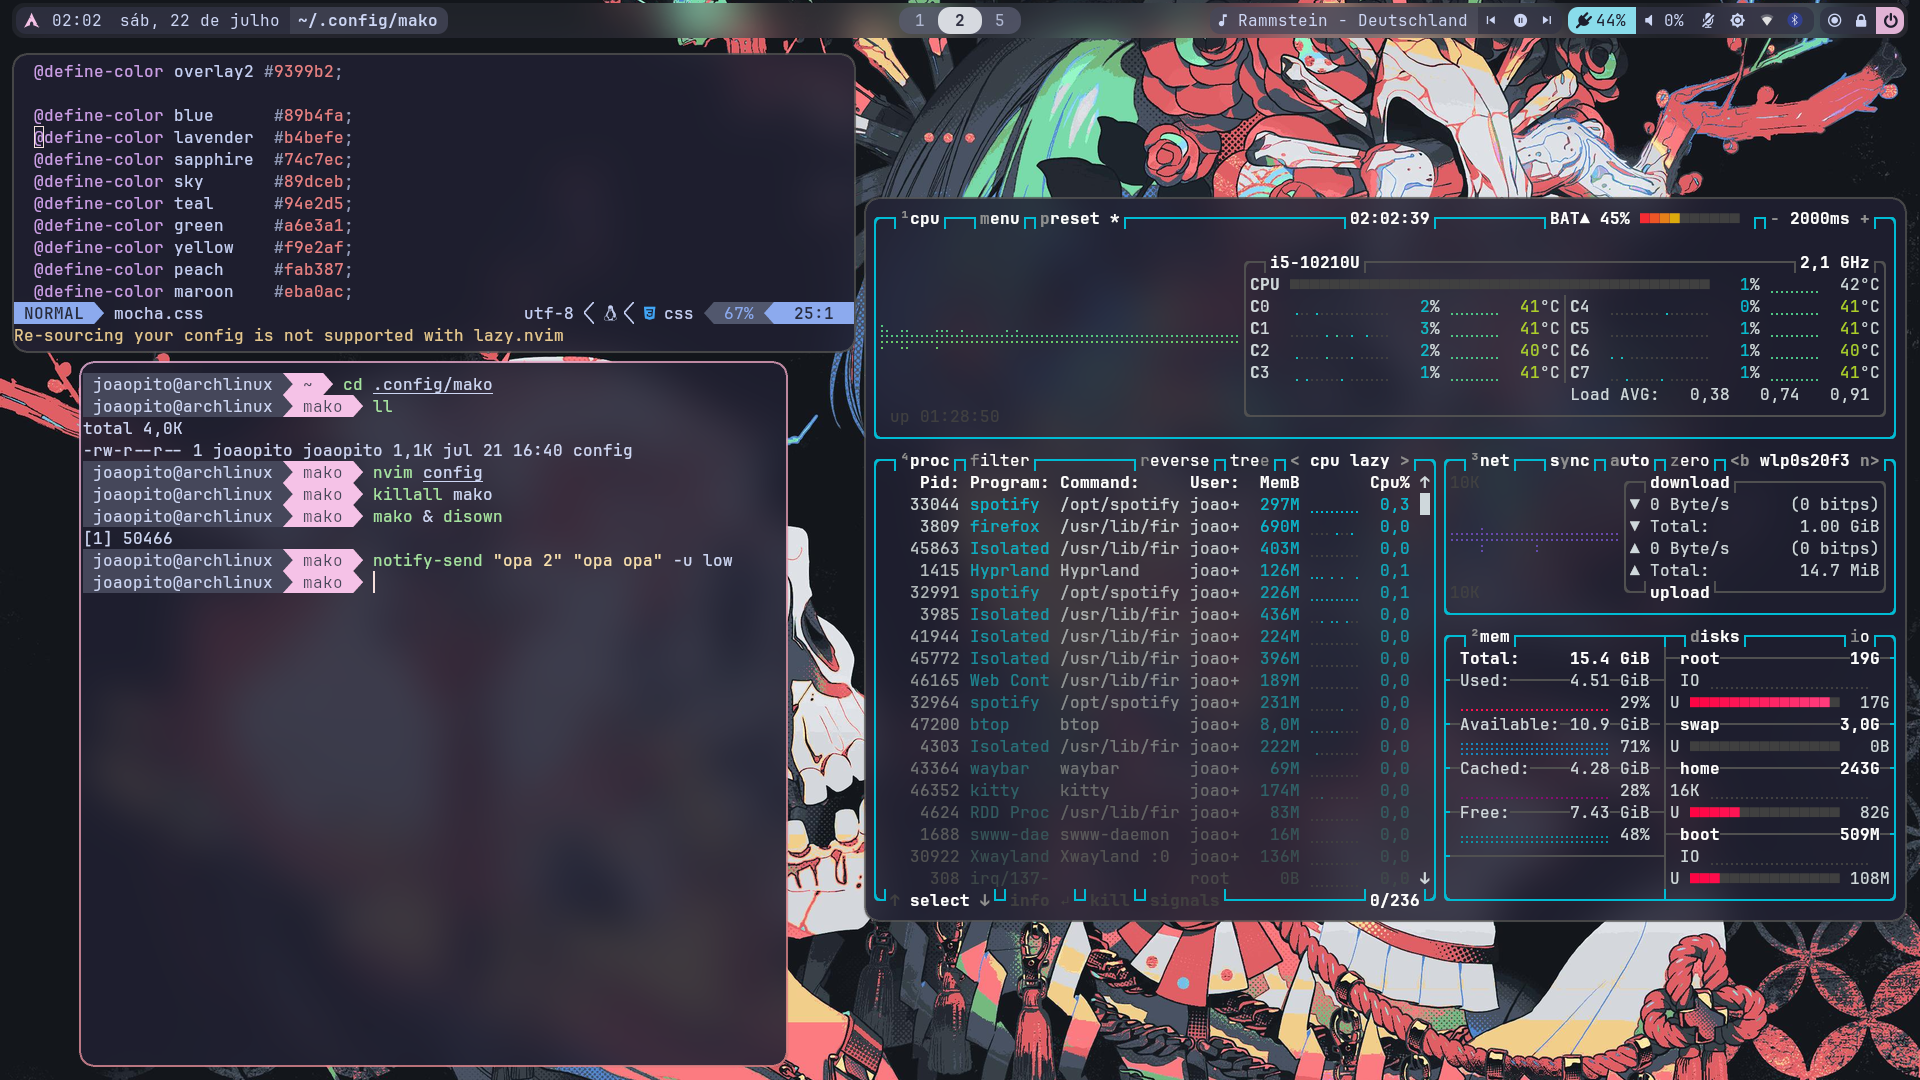 02:02 sáb, 22 de julho ~/.config/mako 1 2 5 Rammstein - Deutschland 44% 0%
@define-color overlay2 #9399b2;
@define-color blue #89b4fa;
@define-color lavender #b4befe;
@define-color sapphire #74c7ec;
@define-color sky #89dceb;
@define-color teal #94e2d5;
@define-color green #a6e3a1;
@define-color yellow #f9e2af;
@define-color peach #fab387;
@define-color maroon #eba0ac;
NORMAL mocha.css utf-8 css 67% 25:1
Re-sourcing your config is not supported with lazy.nvim
joaopito@archlinux ~ cd .config/mako
joaopito@archlinux mako ll
total 4,0K
-rw-r--r-- 1 joaopito joaopito 1,1K jul 21 16:40 config
joaopito@archlinux mako nvim config
joaopito@archlinux mako killall mako
joaopito@archlinux mako mako & disown
[1] 50466
joaopito@archlinux mako notify-send "opa 2" "opa opa" -u low
joaopito@archlinux mako
¹cpu menu preset * 02:02:39 BAT▲ 45% - 2000ms +
i5-10210U 2,1 GHz
CPU 1% 42°C
C0 2% 41°C C4 0% 41°C
C1 3% 41°C C5 1% 41°C
C2 2% 40°C C6 1% 40°C
C3 1% 41°C C7 1% 41°C
Load AVG: 0,38 0,74 0,91
up 01:28:50
⁴proc filter reverse tree < cpu lazy >
Pid: Program: Command: User: MemB Cpu% ↑
33044 spotify /opt/spotify joao+ 297M 0,3
3809 firefox /usr/lib/fir joao+ 690M 0,0
45863 Isolated /usr/lib/fir joao+ 403M 0,0
1415 Hyprland Hyprland joao+ 126M 0,1
32991 spotify /opt/spotify joao+ 226M 0,1
3985 Isolated /usr/lib/fir joao+ 436M 0,0
41944 Isolated /usr/lib/fir joao+ 224M 0,0
45772 Isolated /usr/lib/fir joao+ 396M 0,0
46165 Web Cont /usr/lib/fir joao+ 189M 0,0
32964 spotify /opt/spotify joao+ 231M 0,0
47200 btop btop joao+ 8,0M 0,0
4303 Isolated /usr/lib/fir joao+ 222M 0,0
43364 waybar waybar joao+ 69M 0,0
46352 kitty kitty joao+ 174M 0,0
4624 RDD Proc /usr/lib/fir joao+ 83M 0,0
1688 swww-dae swww-daemon joao+ 16M 0,0
30922 Xwayland Xwayland :0 joao+ 136M 0,0
308 irq/137- root 0B 0,0 ↓
↑ select ↓ info kill signals 0/236
³net sync auto zero <b wlp0s20f3 n>
10K download
▼ 0 Byte/s (0 bitps)
▼ Total: 1.00 GiB
▲ 0 Byte/s (0 bitps)
▲ Total: 14.7 MiB
10K upload
²mem
Total: 15.4 GiB
Used: 4.51 GiB
29%
Available: 10.9 GiB
71%
Cached: 4.28 GiB
28%
Free: 7.43 GiB
48%
disks io
root 19G
IO
U 17G
swap 3,0G
U 0B
home 243G
16K
U 82G
boot 509M
IO
U 108M